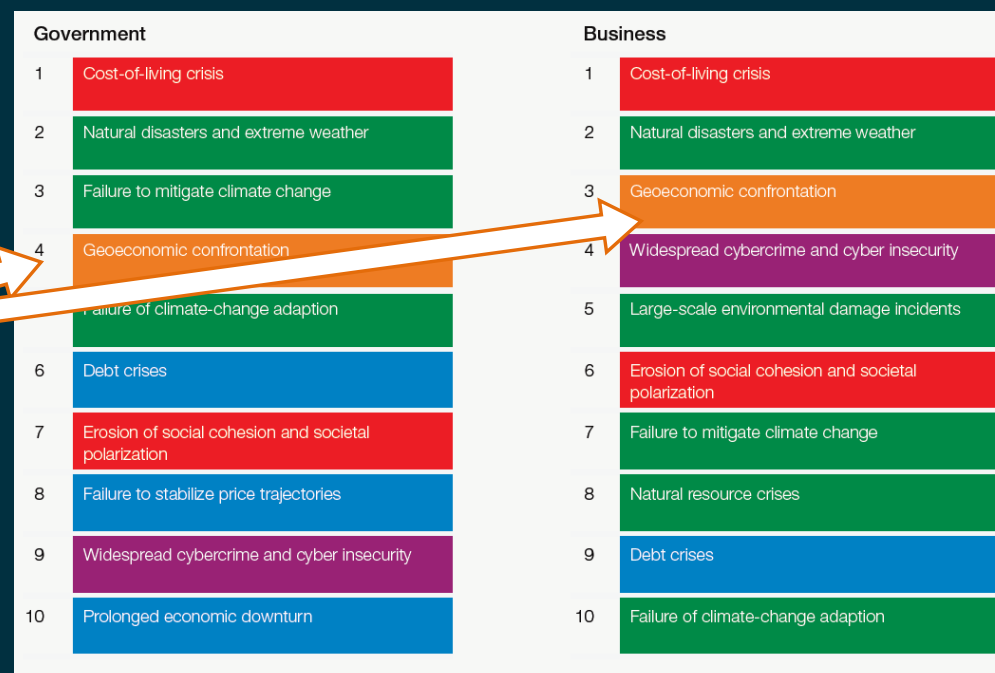 Government
1 Cost-of-living crisis
2 Natural disasters and extreme weather
3 Failure to mitigate climate change
4 Geoeconomic confrontation
Failure of climate-change adaption
6 Debt crises
7 Erosion of social cohesion and societal
polarization
8 Failure to stabilize price trajectories
9 Widespread cybercrime and cyber insecurity
10 Prolonged economic downturn
Business
1 Cost-of-living crisis
2 Natural disasters and extreme weather
3 Geoeconomic confrontation
4 Widespread cybercrime and cyber insecurity
5 Large-scale environmental damage incidents
6 Erosion of social cohesion and societal
polarization
7 Failure to mitigate climate change
8 Natural resource crises
9 Debt crises
10 Failure of climate-change adaption